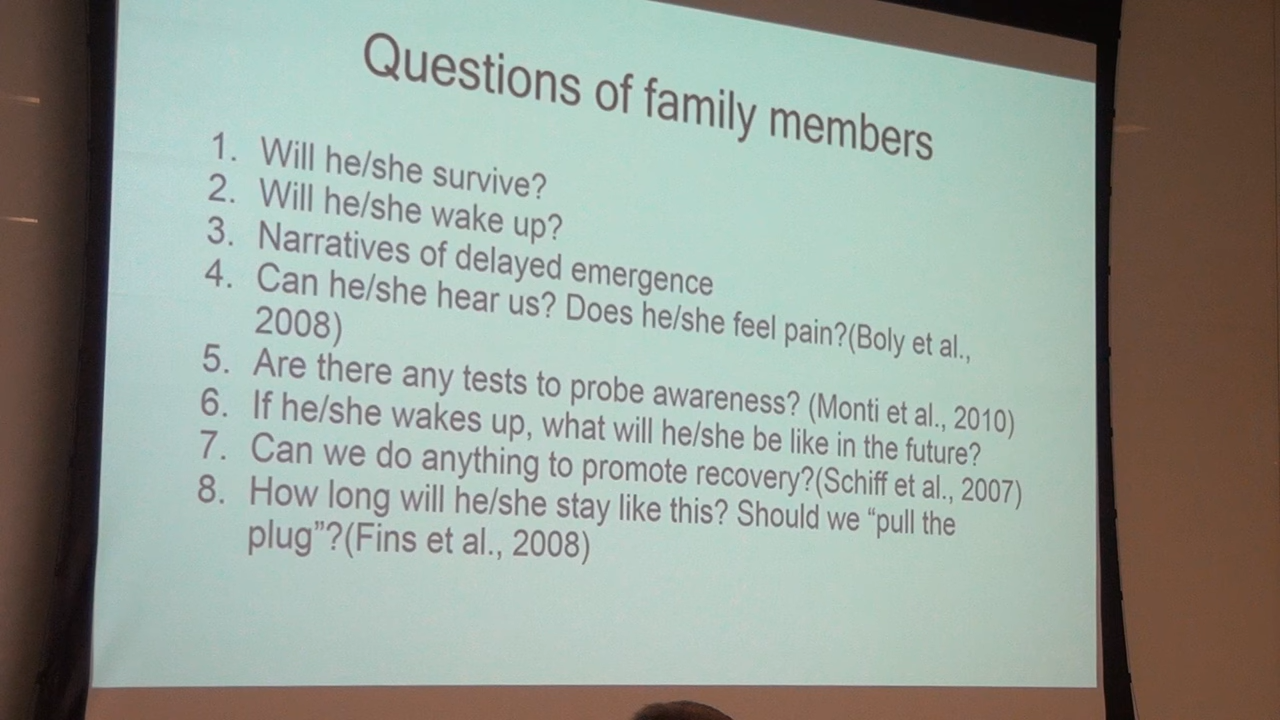 Questions of family members
1. Will he/she survive?
2. Will he/she wake up?
3. Narratives of delayed emergence
4. Can he/she hear us? Does he/she feel pain?(Boly et al.,
2008)
5. Are there any tests to probe awareness? (Monti et al., 2010)
6. If he/she wakes up, what will he/she be like in the future?
7. Can we do anything to promote recovery?(Schiff et al., 2007)
8. How long will he/she stay like this? Should we “pull the
plug”?(Fins et al., 2008)